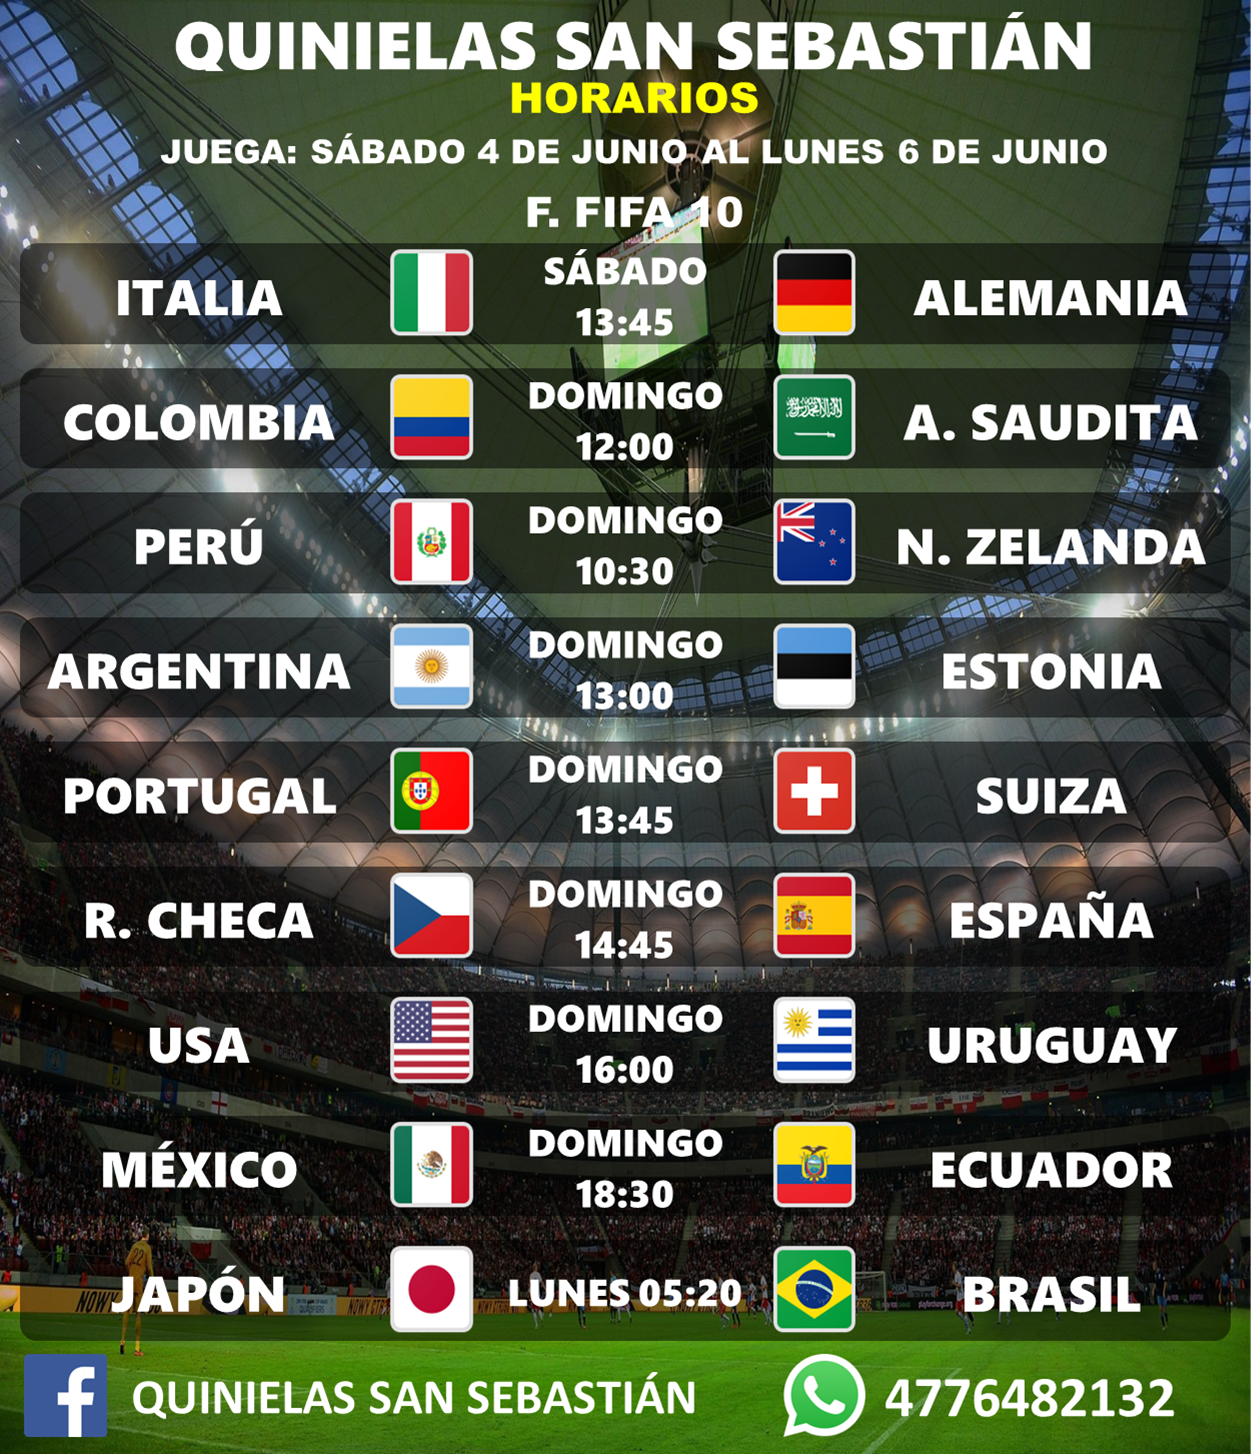 QUINIELAS SAN SEBASTIÁN
HORARIOS
JUEGA: SÁBADO 4 DE JUNIO AL LUNES 6 DE JUNIO
F. FIFA 10
ITALIA SÁBADO 13:45 ALEMANIA
COLOMBIA DOMINGO 12:00 A. SAUDITA
PERÚ DOMINGO 10:30 N. ZELANDA
ARGENTINA DOMINGO 13:00 ESTONIA
PORTUGAL DOMINGO 13:45 SUIZA
R. CHECA DOMINGO 14:45 ESPAÑA
USA DOMINGO 16:00 URUGUAY
MÉXICO DOMINGO 18:30 ECUADOR
JAPÓN LUNES 05:20 BRASIL
QUINIELAS SAN SEBASTIÁN 4776482132